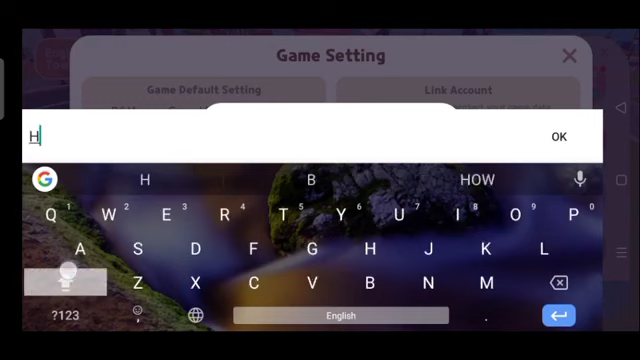 Game Setting
Game Default Setting
Link Account
H
OK
H B HOW
Q 1 W 2 E 3 R 4 T 5 Y 6 U 7 I 8 O 9 P 0
A S D F G H J K L
Z X C V B N M
?123 , English .